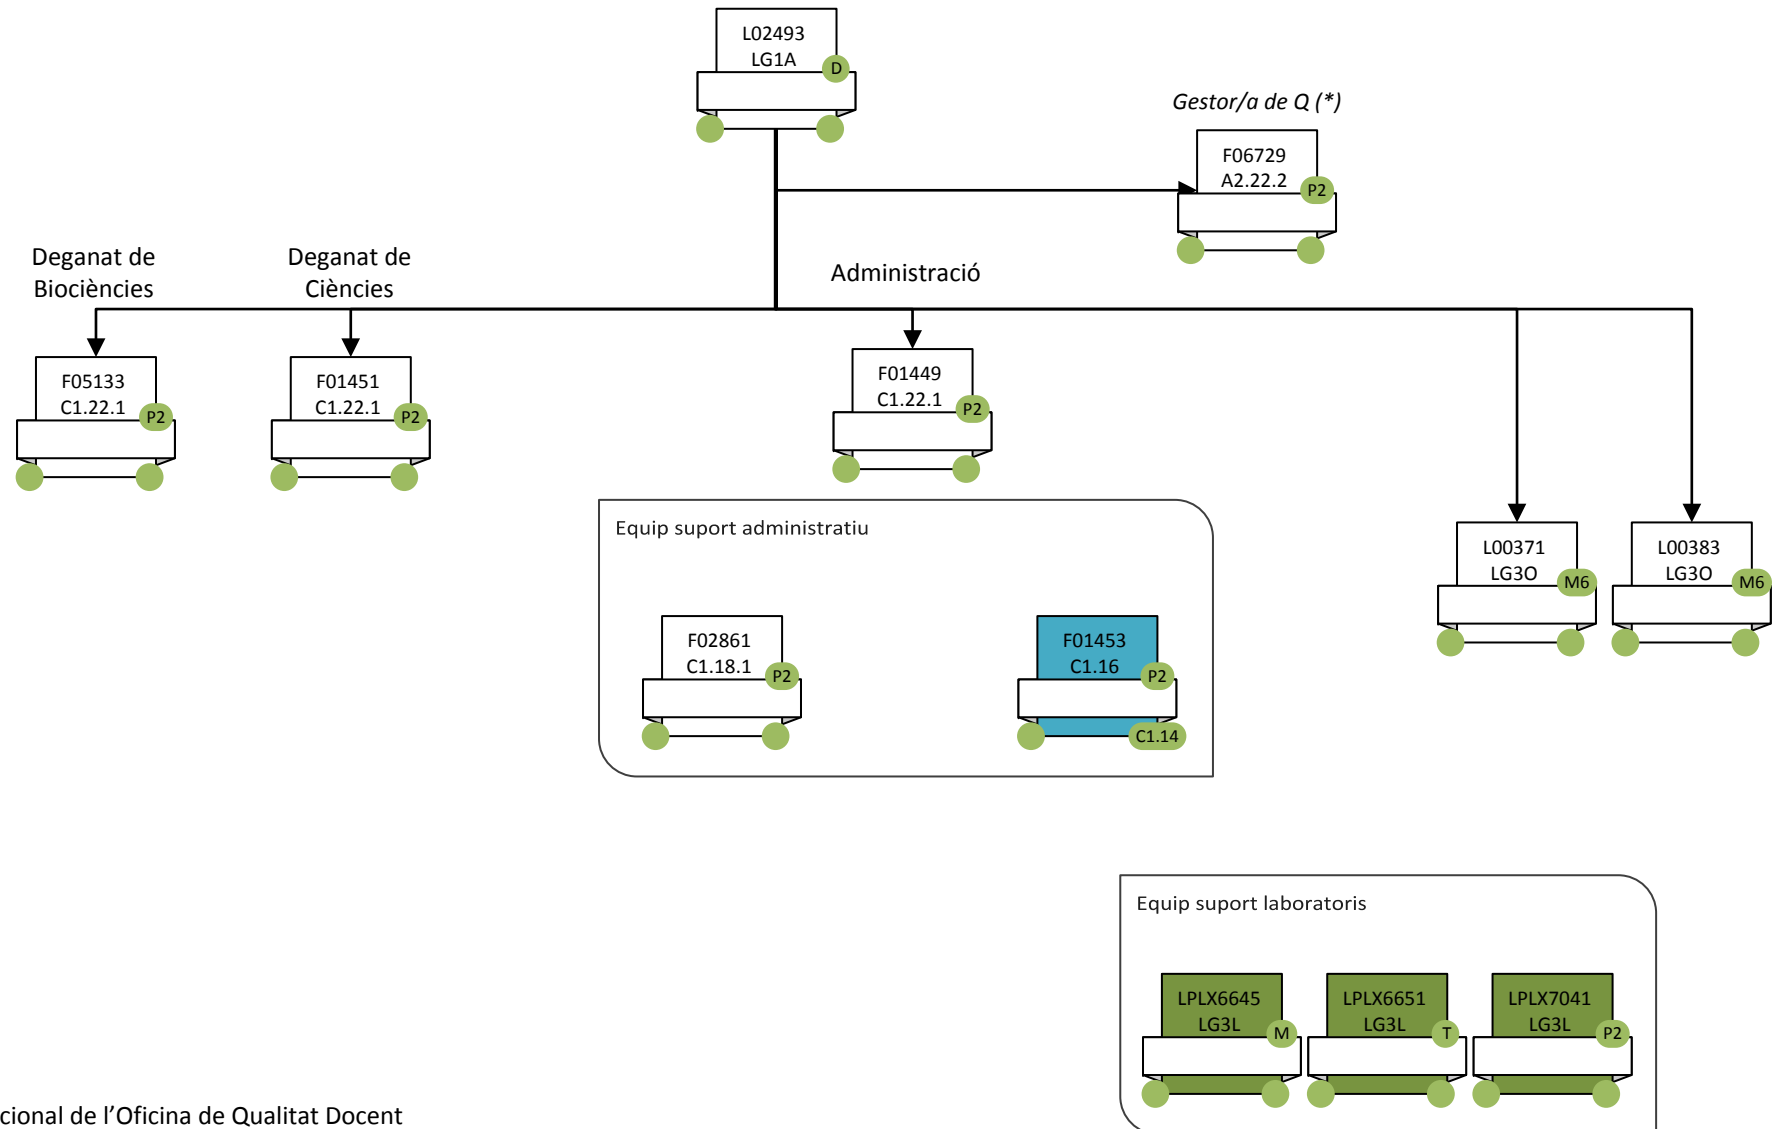 L02493
LG1A
D
Gestor/a de Q (*)
F06729
A2.22.2
P2
Deganat de
Biociències
Deganat de
Ciències
Administració
F05133
C1.22.1
P2
F01451
C1.22.1
P2
F01449
C1.22.1
P2
Equip suport administratiu
L00371
LG3O
M6
L00383
LG3O
M6
F02861
C1.18.1
P2
F01453
C1.16
P2
C1.14
Equip suport laboratoris
LPLX6645
LG3L
M
LPLX6651
LG3L
T
LPLX7041
LG3L
P2
cional de l’Oficina de Qualitat Docent